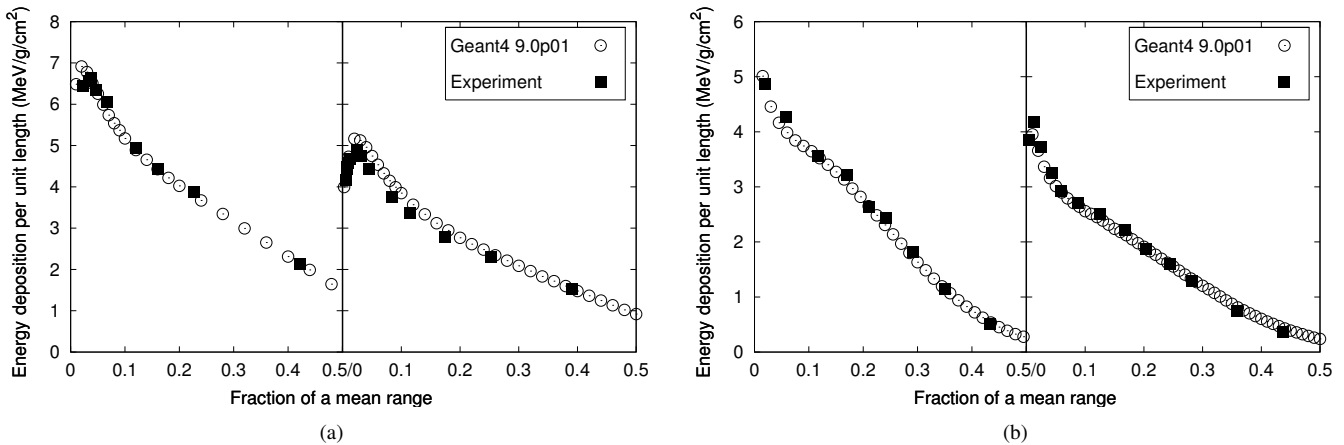 8
7
6
5
4
3
2
1
0
Energy deposition per unit length (MeV/g/cm²)
Geant4 9.0p01
Experiment
0 0.1 0.2 0.3 0.4 0.5/0 0.1 0.2 0.3 0.4 0.5
Fraction of a mean range
(a)
6
5
4
3
2
1
0
Energy deposition per unit length (MeV/g/cm²)
Geant4 9.0p01
Experiment
0 0.1 0.2 0.3 0.4 0.5/0 0.1 0.2 0.3 0.4 0.5
Fraction of a mean range
(b)